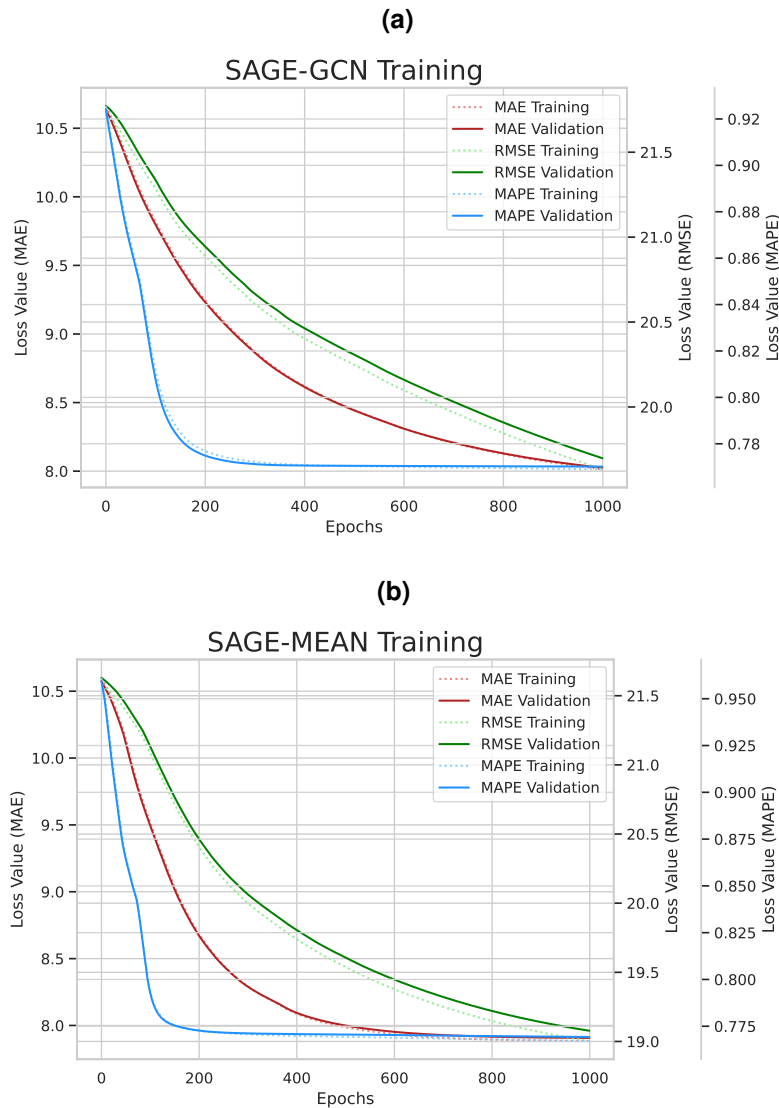 (a)
SAGE-GCN Training
MAE Training
MAE Validation
RMSE Training
RMSE Validation
MAPE Training
MAPE Validation
Loss Value (MAE)
10.5
10.0
9.5
9.0
8.5
8.0
0
200
400
600
800
1000
Epochs
21.5
21.0
20.5
20.0
Loss Value (RMSE)
0.92
0.90
0.88
0.86
0.84
0.82
0.80
0.78
Loss Value (MAPE)
(b)
SAGE-MEAN Training
MAE Training
MAE Validation
RMSE Training
RMSE Validation
MAPE Training
MAPE Validation
Loss Value (MAE)
10.5
10.0
9.5
9.0
8.5
8.0
0
200
400
600
800
1000
Epochs
21.5
21.0
20.5
20.0
19.5
19.0
Loss Value (RMSE)
0.950
0.925
0.900
0.875
0.850
0.825
0.800
0.775
Loss Value (MAPE)